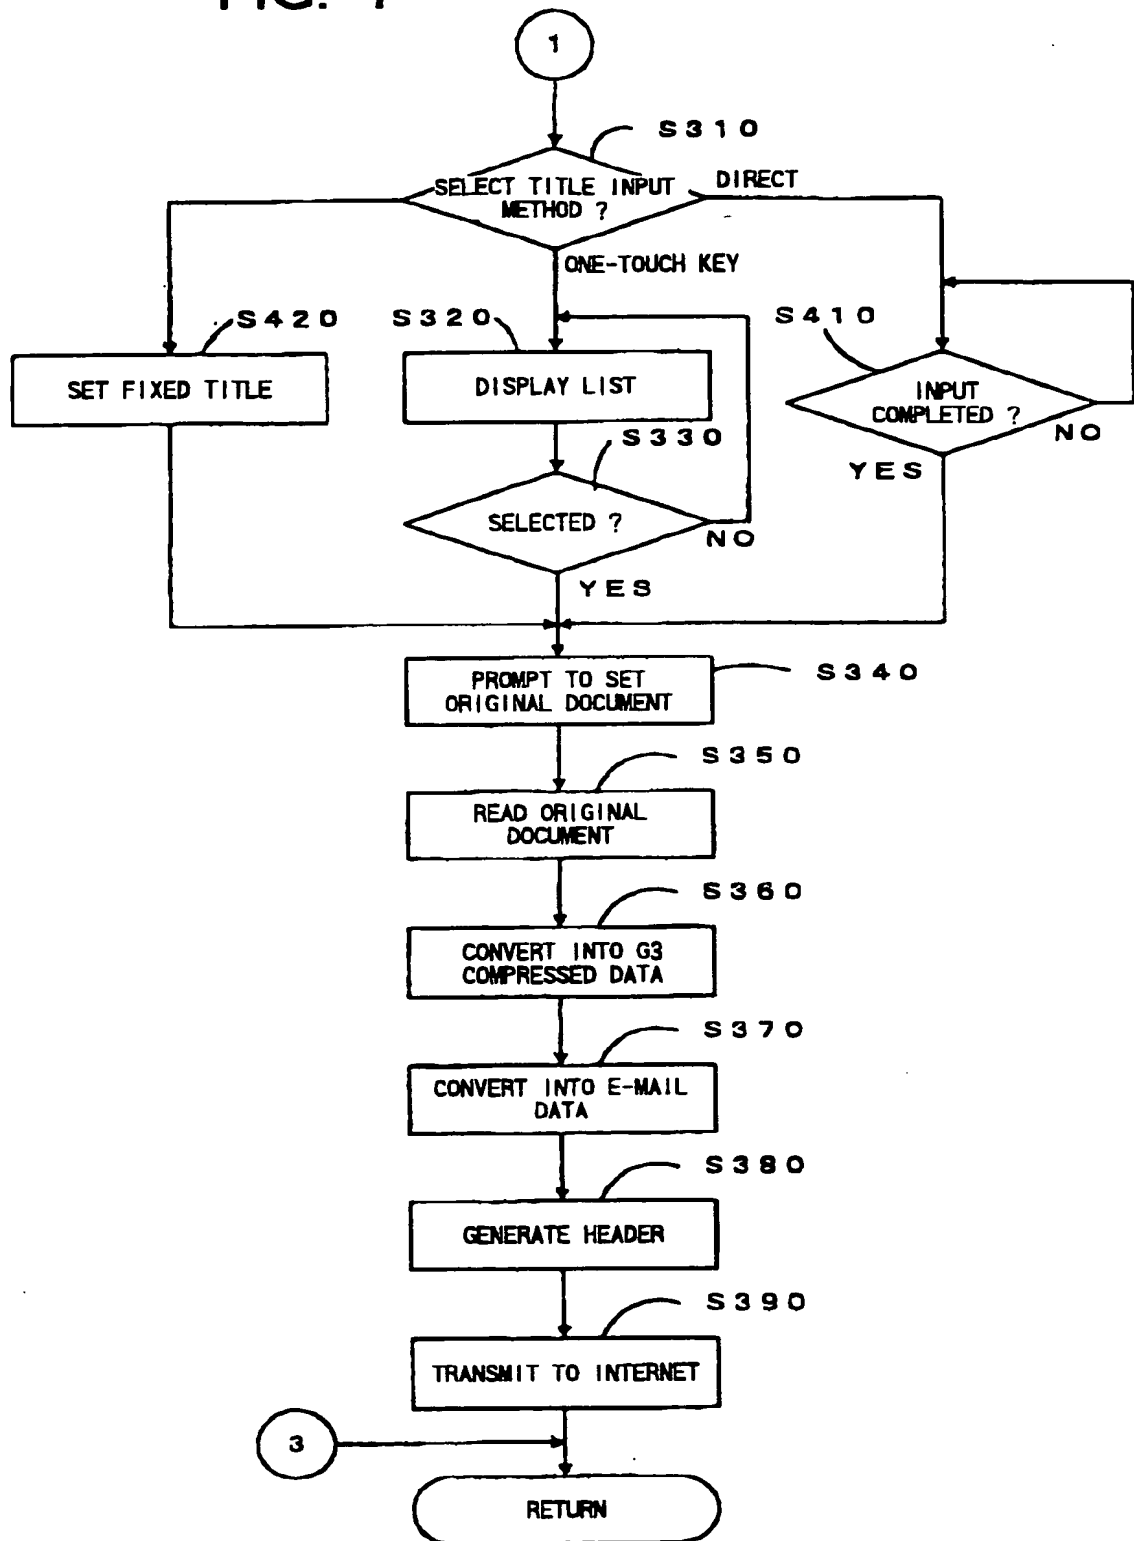 1
S310
SELECT TITLE INPUT
METHOD ?
DIRECT
ONE-TOUCH KEY
S420
S320
S410
SET FIXED TITLE
DISPLAY LIST
INPUT
COMPLETED ?
NO
YES
S330
SELECTED ?
NO
YES
PROMPT TO SET
ORIGINAL DOCUMENT
S340
S350
READ ORIGINAL
DOCUMENT
S360
CONVERT INTO G3
COMPRESSED DATA
S370
CONVERT INTO E-MAIL
DATA
S380
GENERATE HEADER
S390
TRANSMIT TO INTERNET
3
RETURN